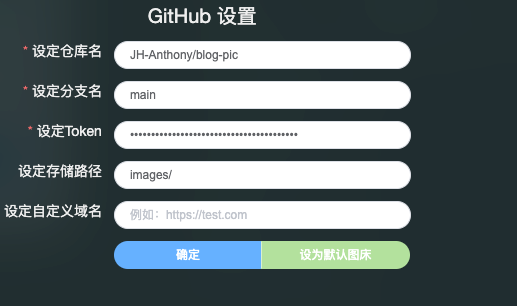 GitHub 设置
* 设定仓库名 JH-Anthony/blog-pic
* 设定分支名 main
* 设定Token ••••••••••••••••••••••••••••••••••••••••
设定存储路径 images/
设定自定义域名 例如：https://test.com
确定 设为默认图床